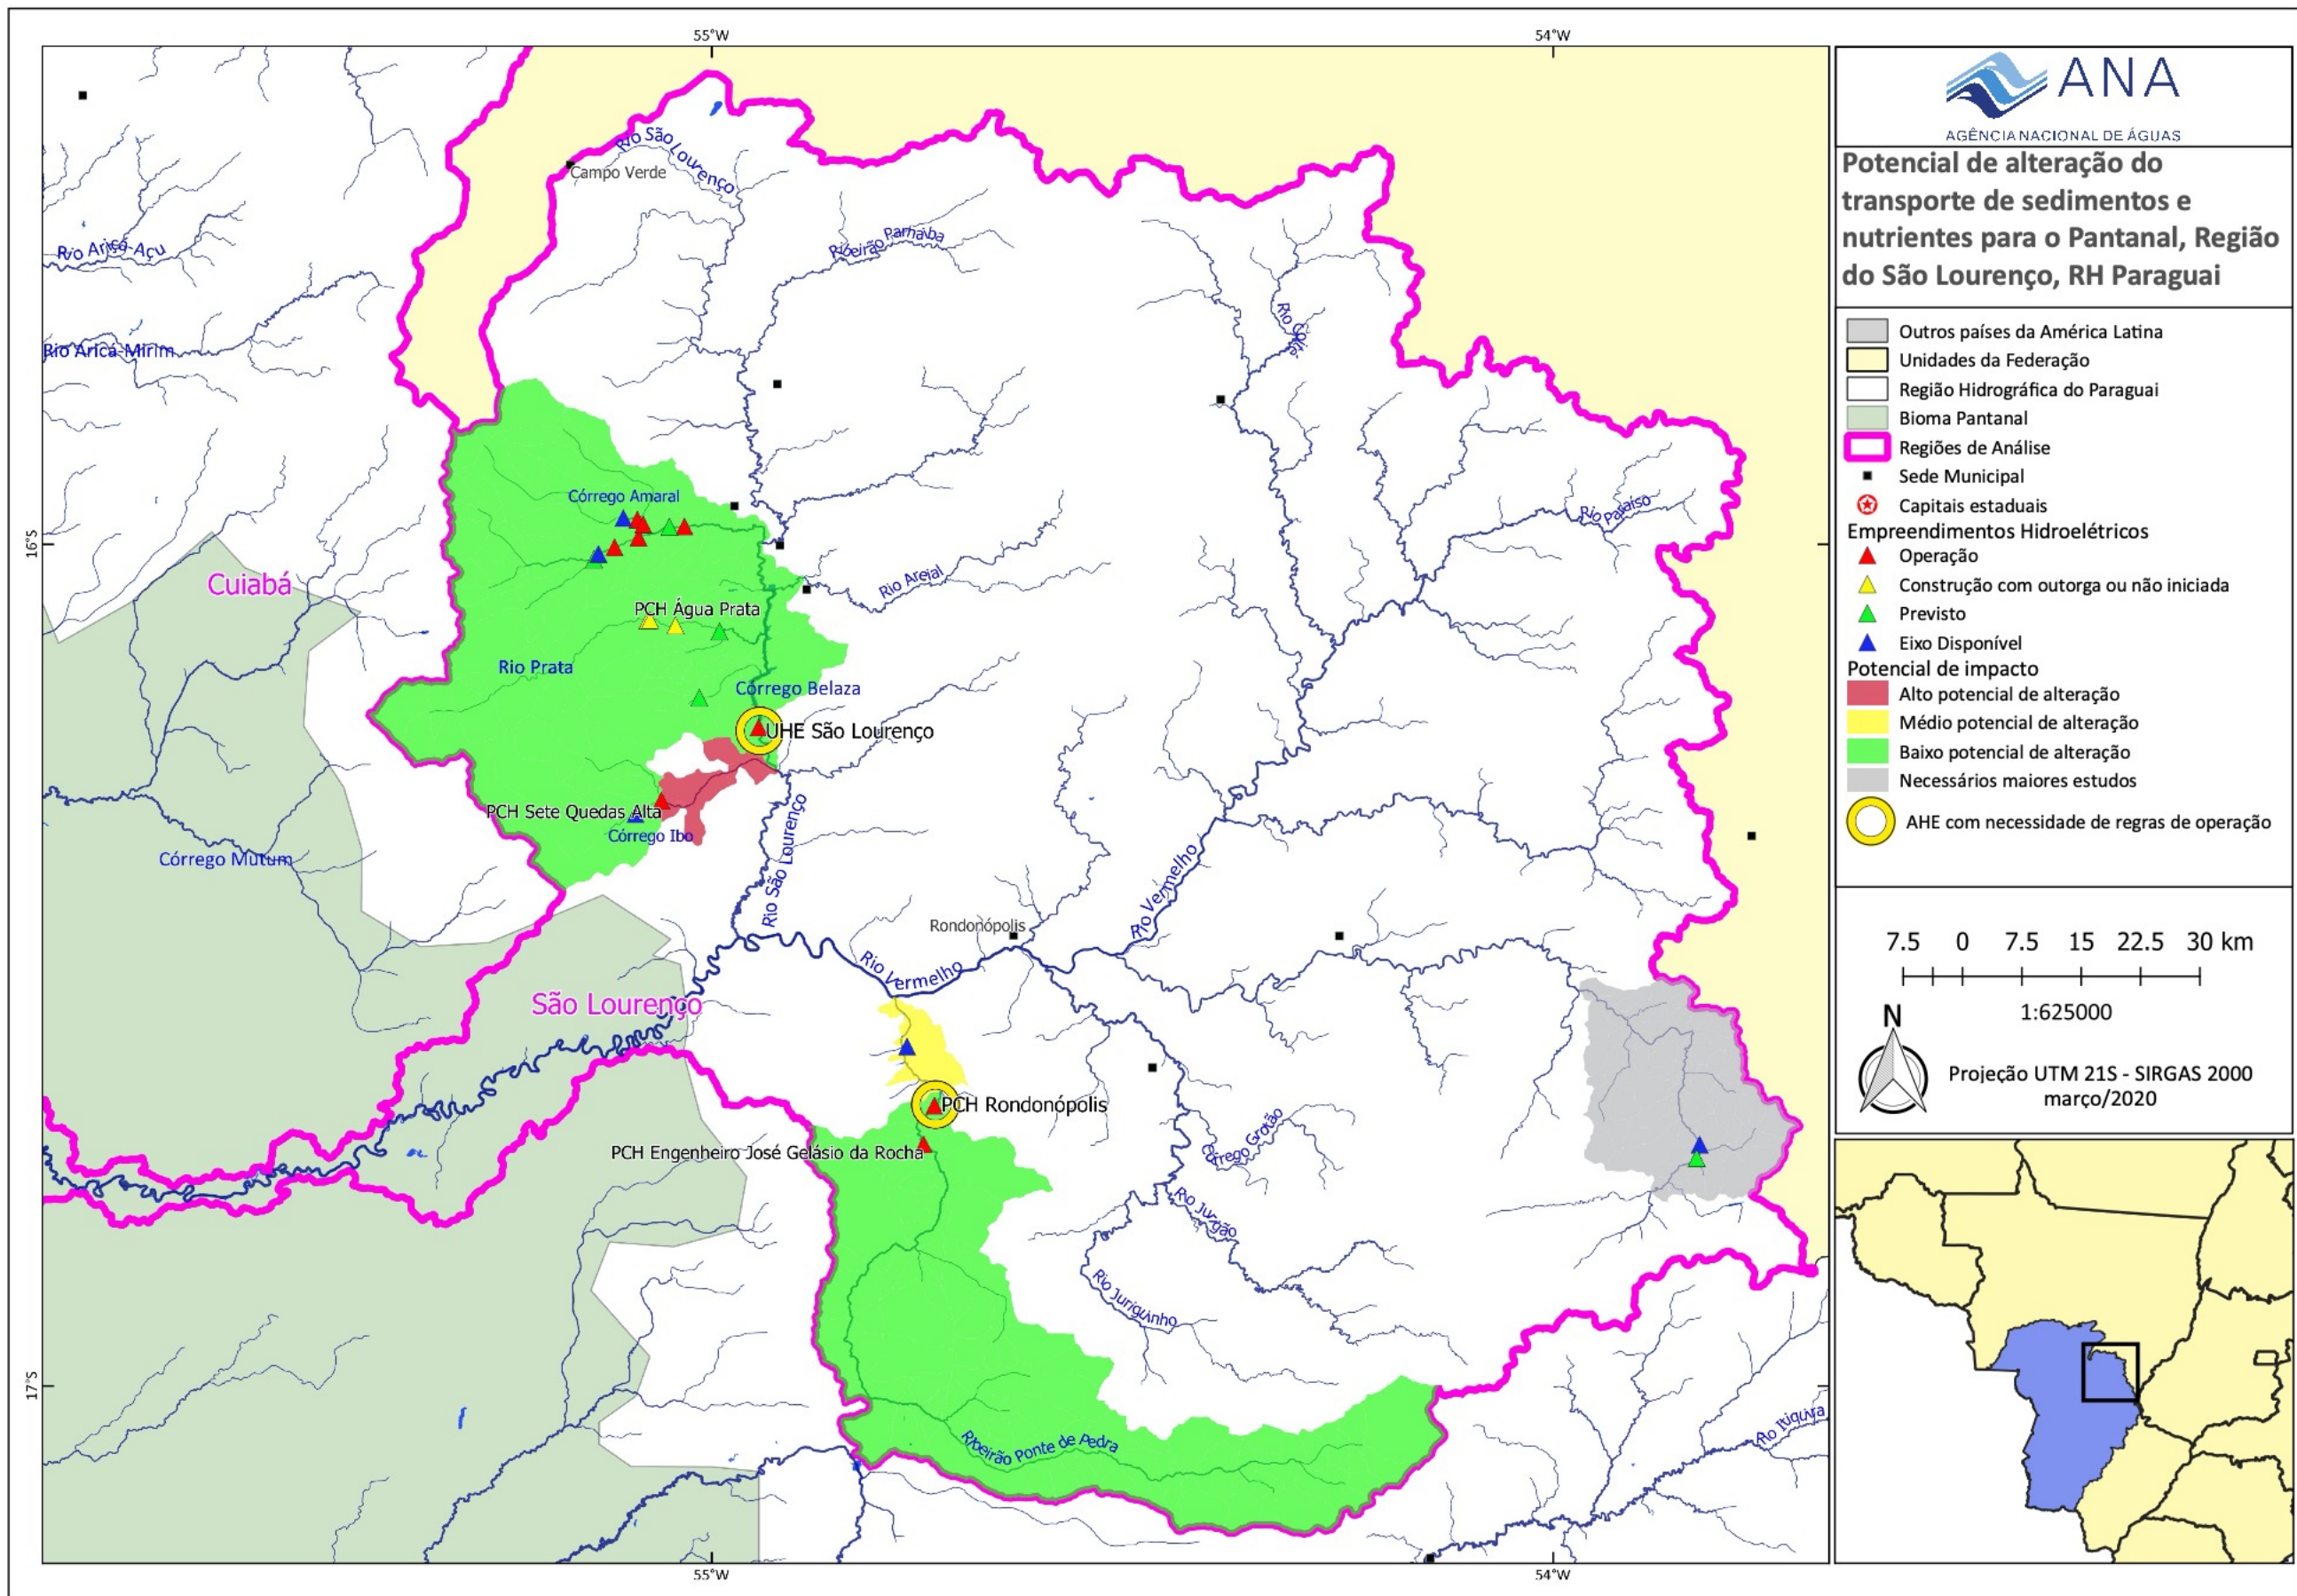 55°W
54°W
Campo Verde
Rio São Lourenço
Rio Aricá-Açu
Rio Aricá-Mirim
Ribeirão Parnaíba
Rio Coité
Córrego Amaral
Rio Paraíso
16°S
Cuiabá
Rio Areial
PCH Água Prata
Rio Prata
Córrego Belaza
UHE São Lourenço
PCH Sete Quedas Alta
Córrego Ibo
Córrego Mutum
Rio São Lourenço
Rio Vermelho
Rondonópolis
Rio Vermelho
São Lourenço
PCH Rondonópolis
PCH Engenheiro José Gelásio da Rocha
Córrego Grotão
Rio Jurigão
Rio Juriguinho
17°S
Ribeirão Ponte de Pedra
Rio Itiquira
55°W
54°W
ANA
AGÊNCIA NACIONAL DE ÁGUAS
Potencial de alteração do
transporte de sedimentos e
nutrientes para o Pantanal, Região
do São Lourenço, RH Paraguai
Outros países da América Latina
Unidades da Federação
Região Hidrográfica do Paraguai
Bioma Pantanal
Regiões de Análise
Sede Municipal
Capitais estaduais
Empreendimentos Hidroelétricos
Operação
Construção com outorga ou não iniciada
Previsto
Eixo Disponível
Potencial de impacto
Alto potencial de alteração
Médio potencial de alteração
Baixo potencial de alteração
Necessários maiores estudos
AHE com necessidade de regras de operação
7.5 0 7.5 15 22.5 30 km
1:625000
N
Projeção UTM 21S - SIRGAS 2000
março/2020